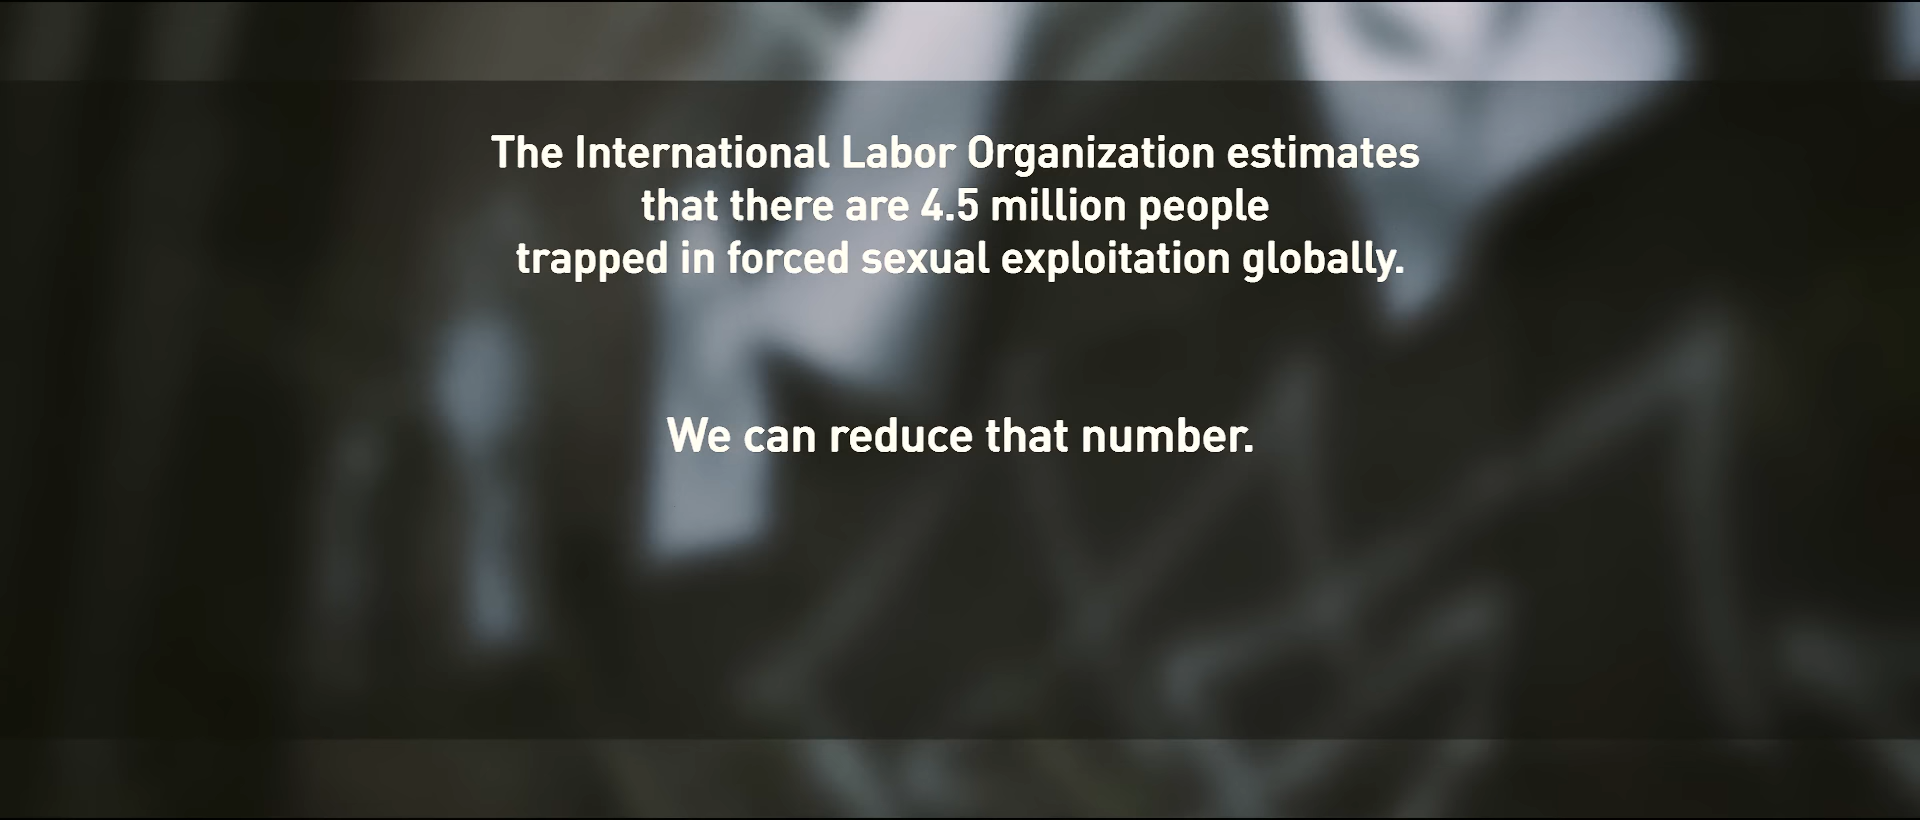 The International Labor Organization estimates
that there are 4.5 million people
trapped in forced sexual exploitation globally.
We can reduce that number.